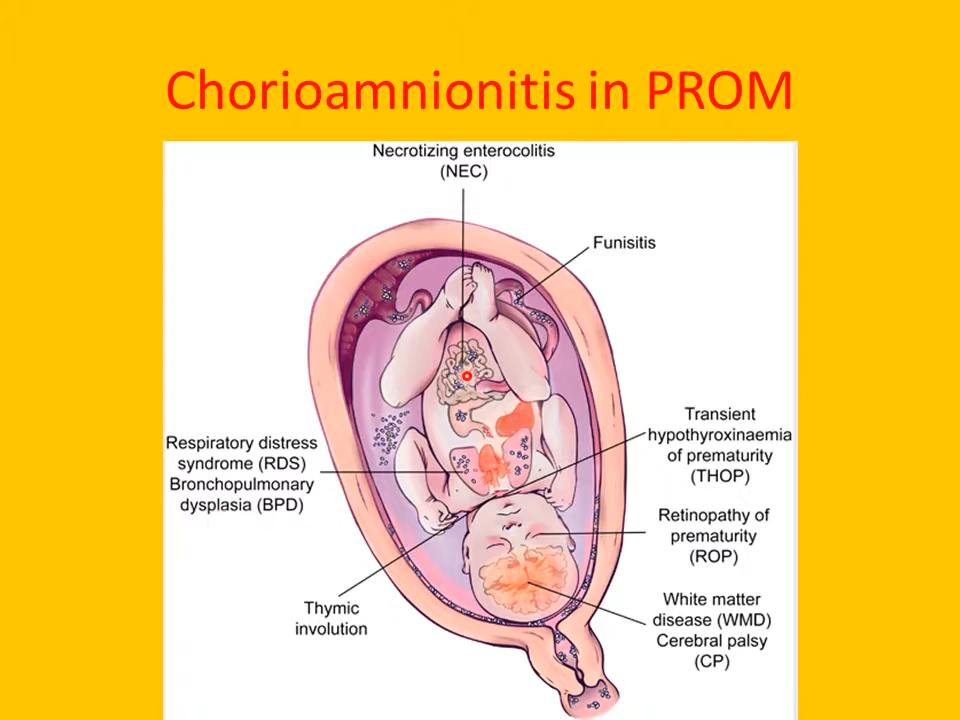 Chorioamnionitis in PROM
Necrotizing enterocolitis
(NEC)
Funisitis
Transient
hypothyroxinaemia
of prematurity
(THOP)
Respiratory distress
syndrome (RDS)
Bronchopulmonary
dysplasia (BPD)
Retinopathy of
prematurity
(ROP)
Thymic
involution
White matter
disease (WMD)
Cerebral palsy
(CP)